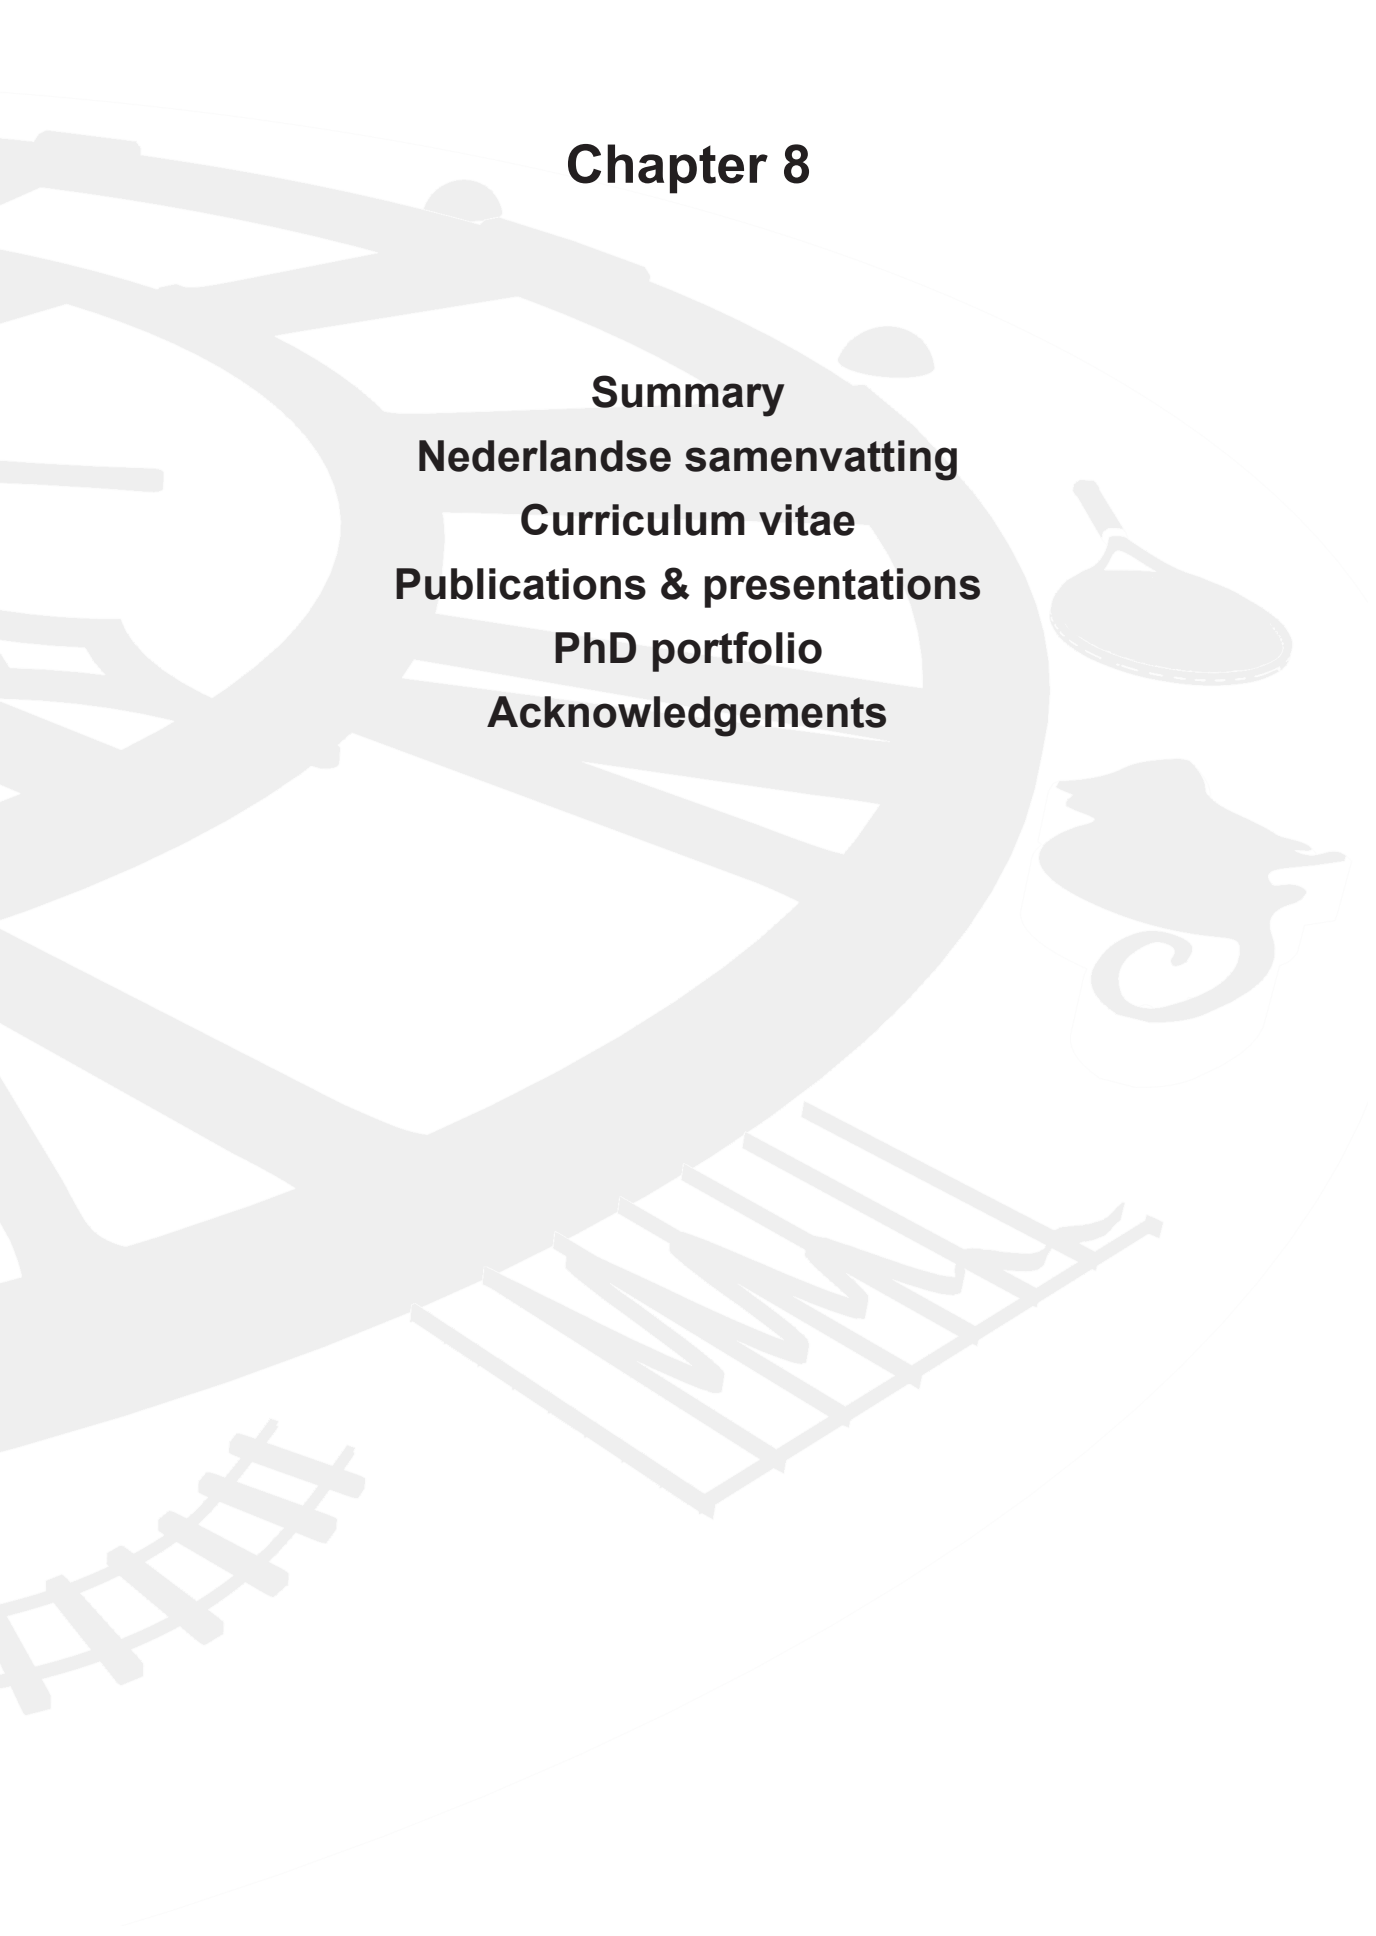 Chapter 8
Summary
Nederlandse samenvatting
Curriculum vitae
Publications & presentations
PhD portfolio
Acknowledgements